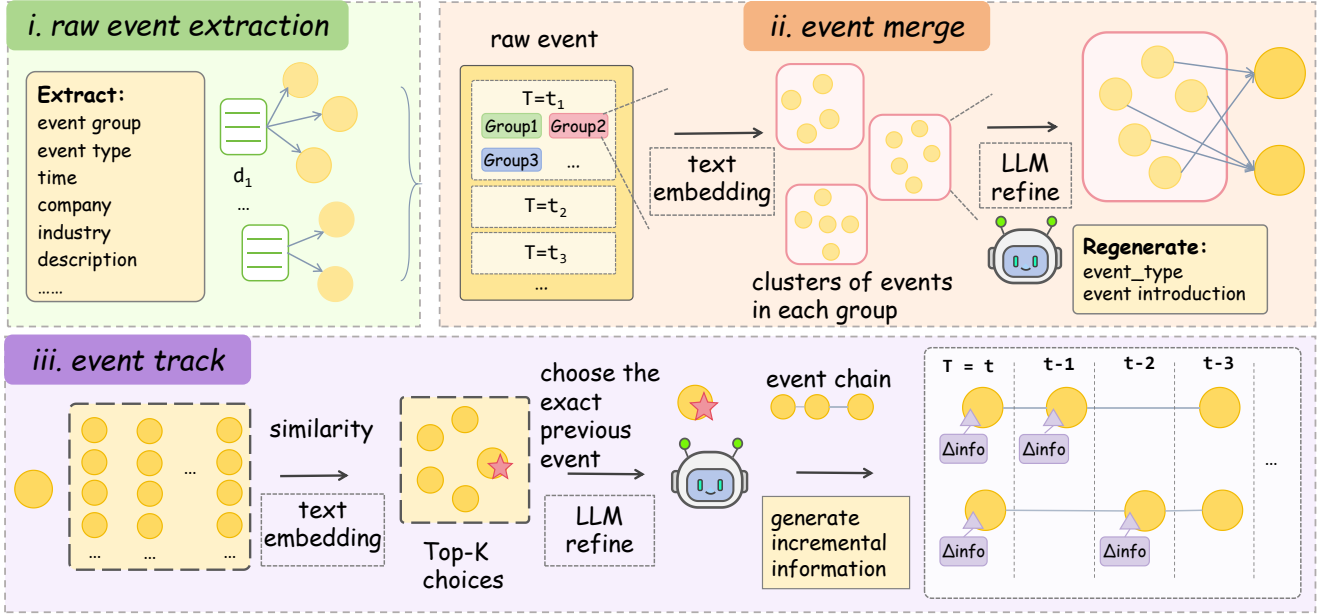 i. raw event extraction
Extract:
event group
event type
time
company
industry
description
......
d1
...
ii. event merge
raw event
T=t1
Group1
Group2
Group3
...
T=t2
T=t3
...
text
embedding
clusters of events
in each group
LLM
refine
Regenerate:
event_type
event introduction
iii. event track
...
...
...
...
similarity
text
embedding
Top-K
choices
choose the
exact
previous
event
LLM
refine
event chain
generate
incremental
information
T = t
t-1
t-2
t-3
Δinfo
Δinfo
Δinfo
Δinfo
...